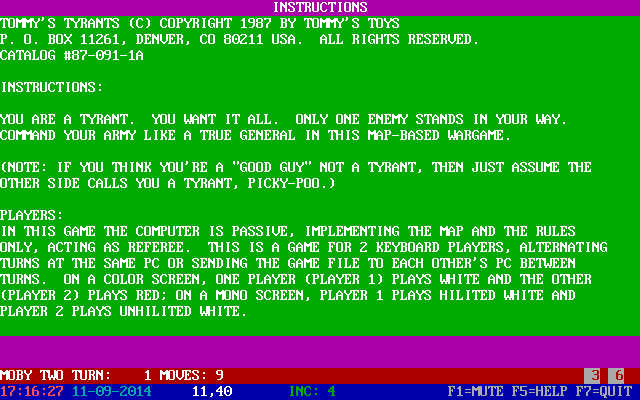 INSTRUCTIONS
TOMMY'S TYRANTS (C) COPYRIGHT 1987 BY TOMMY'S TOYS
P. O. BOX 11261, DENVER, CO 80211 USA.  ALL RIGHTS RESERVED.
CATALOG #87-091-1A
INSTRUCTIONS:
YOU ARE A TYRANT.  YOU WANT IT ALL.  ONLY ONE ENEMY STANDS IN YOUR WAY.
COMMAND YOUR ARMY LIKE A TRUE GENERAL IN THIS MAP-BASED WARGAME.
(NOTE: IF YOU THINK YOU'RE A "GOOD GUY" NOT A TYRANT, THEN JUST ASSUME THE
OTHER SIDE CALLS YOU A TYRANT, PICKY-POO.)
PLAYERS:
IN THIS GAME THE COMPUTER IS PASSIVE, IMPLEMENTING THE MAP AND THE RULES
ONLY, ACTING AS REFEREE.  THIS IS A GAME FOR 2 KEYBOARD PLAYERS, ALTERNATING
TURNS AT THE SAME PC OR SENDING THE GAME FILE TO EACH OTHER'S PC BETWEEN
TURNS.  ON A COLOR SCREEN, ONE PLAYER (PLAYER 1) PLAYS WHITE AND THE OTHER
(PLAYER 2) PLAYS RED; ON A MONO SCREEN, PLAYER 1 PLAYS HILITED WHITE AND
PLAYER 2 PLAYS UNHILITED WHITE.
MOBY TWO TURN:    1 MOVES: 9 3 6
17:16:27 11-09-2014 11,40 INC: 4 F1=MUTE F5=HELP F7=QUIT